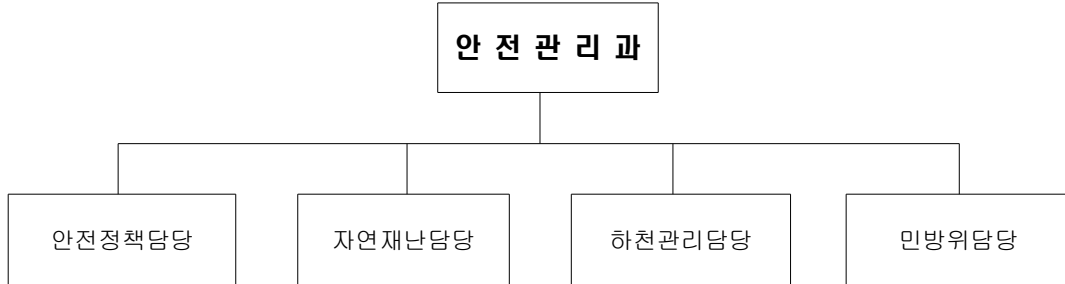 안 전 관 리 과
안전정책담당
자연재난담당
하천관리담당
민방위담당